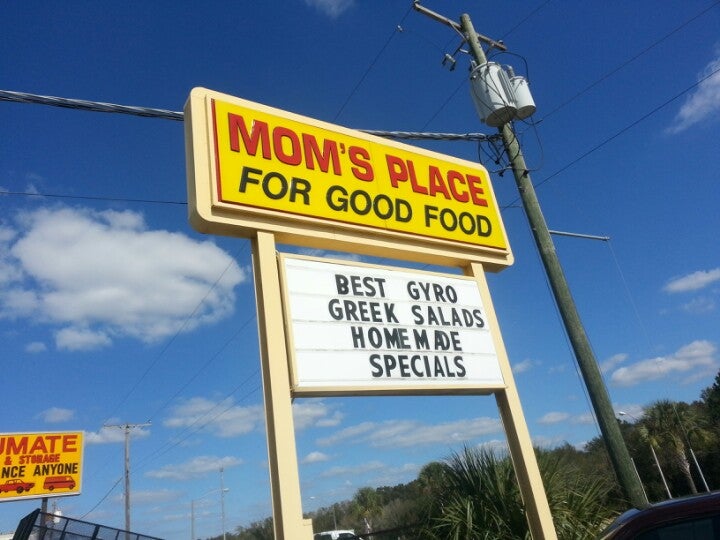 MOM'S PLACE
FOR GOOD FOOD
BEST GYRO
GREEK SALADS
HOMEMADE
SPECIALS
UMATE
& STORAGE
NCE ANYONE